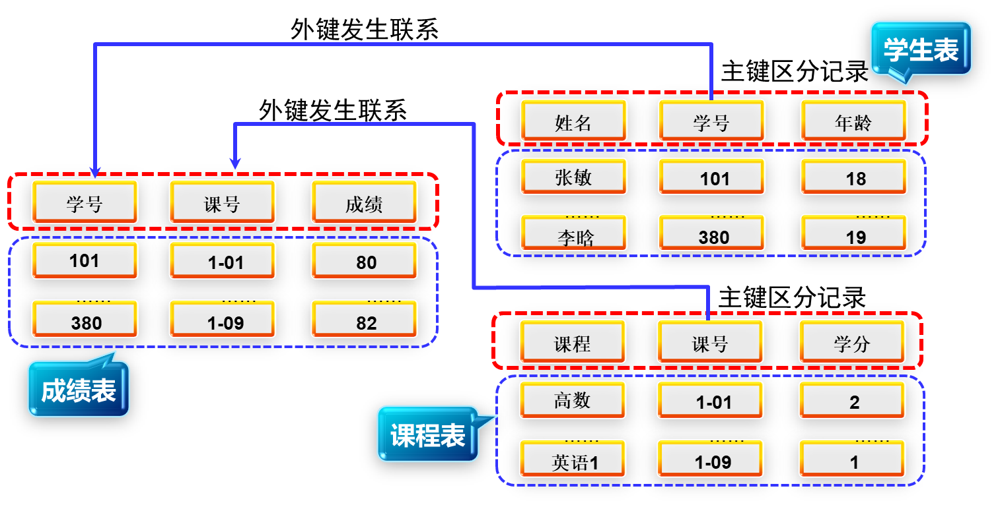 外键发生联系
学生表
主键区分记录
外键发生联系
姓名 学号 年龄
张敏 101 18
…… …… ……
李晗 380 19
学号 课号 成绩
101 1-01 80
…… …… ……
380 1-09 82
成绩表
主键区分记录
课程 课号 学分
高数 1-01 2
…… …… ……
英语1 1-09 1
课程表